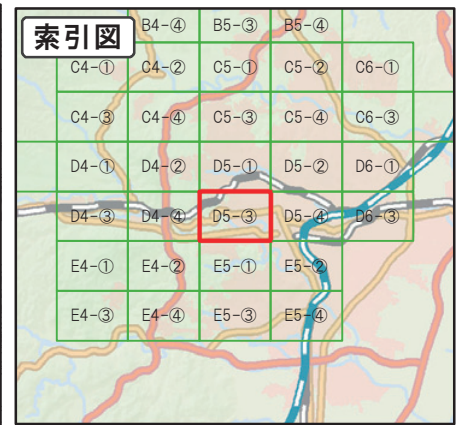 索引図
B4-④ B5-③ B5-④
C4-① C4-② C5-① C5-② C6-①
C4-③ C4-④ C5-③ C5-④ C6-③
D4-① D4-② D5-① D5-② D6-①
D4-③ D4-④ D5-③ D5-④ D6-③
E4-① E4-② E5-① E5-②
E4-③ E4-④ E5-③ E5-④